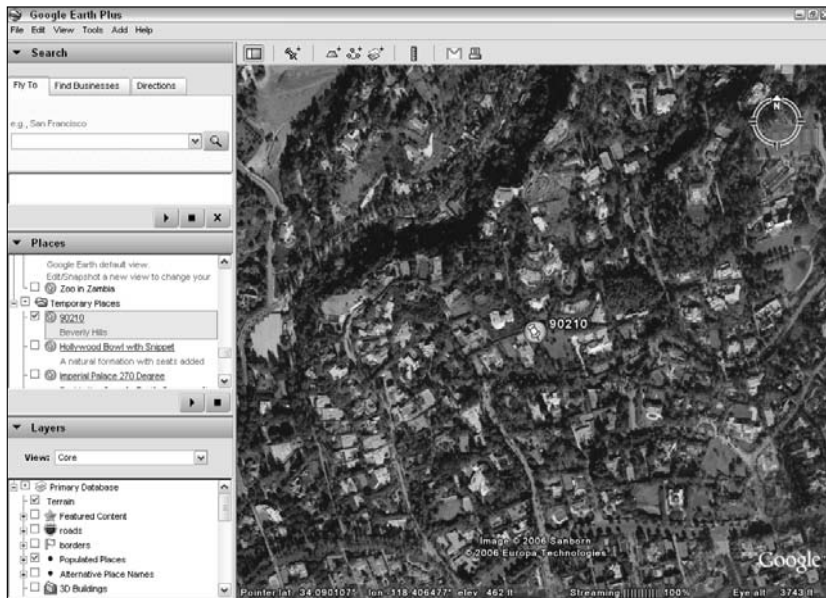 Google Earth Plus
File Edit View Tools Add Help
Search
Fly To Find Businesses Directions
e.g., San Francisco
Places
Google Earth default view.
Edit/Snapshot a new view to change your
Zoo in Zambia
Temporary Places
90210
Beverly Hills
Hollywood Bowl with Snippet
A natural formation with seats added
Imperial Palace 270 Degree
Layers
View: Core
Primary Database
Terrain
Featured Content
roads
borders
Populated Places
Alternative Place Names
3D Buildings
N
90210
Image © 2006 Sanborn
© 2006 Europa Technologies
Google
Pointer lat 34.090107° lon -118.406477° elev 462 ft Streaming |||||||||| 100% Eye alt 3743 ft